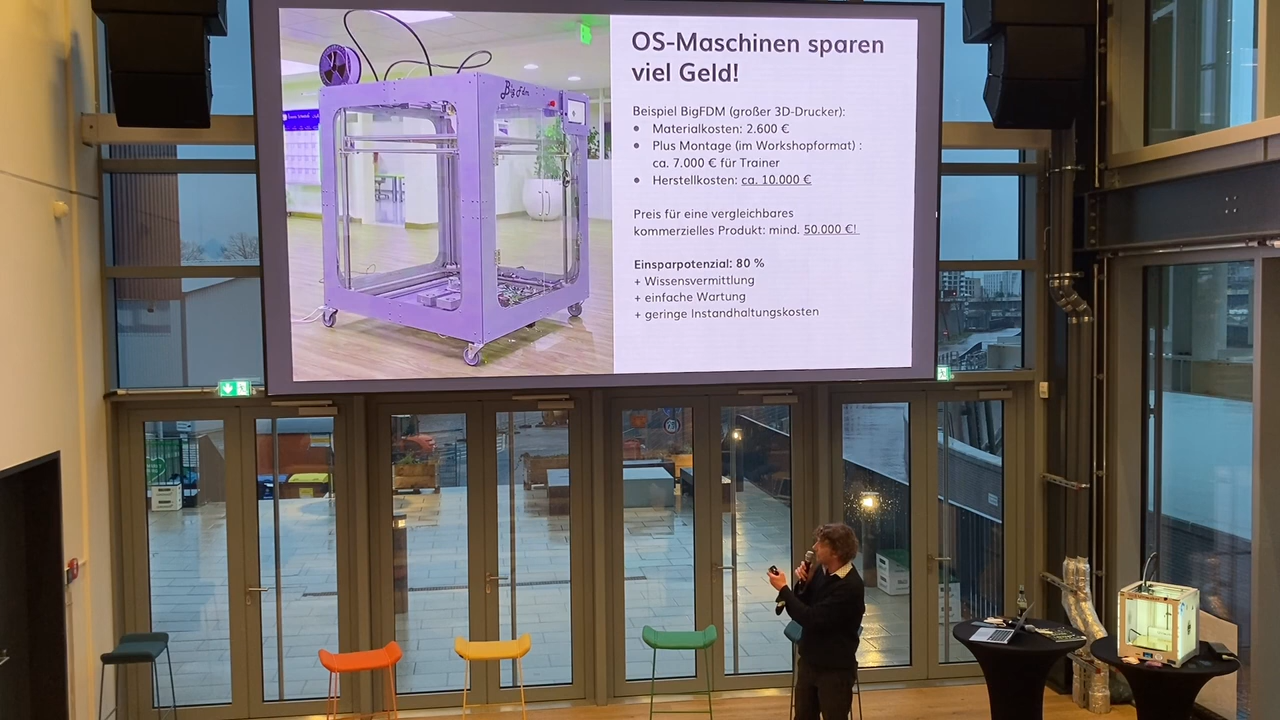 OS-Maschinen sparen
viel Geld!
BigFDM
Beispiel BigFDM (großer 3D-Drucker):
• Materialkosten: 2.600 €
• Plus Montage (im Workshopformat) :
ca. 7.000 € für Trainer
• Herstellkosten: ca. 10.000 €
Preis für eine vergleichbares
kommerzielles Produkt: mind. 50.000 €!
Einsparpotenzial: 80 %
+ Wissensvermittlung
+ einfache Wartung
+ geringe Instandhaltungskosten